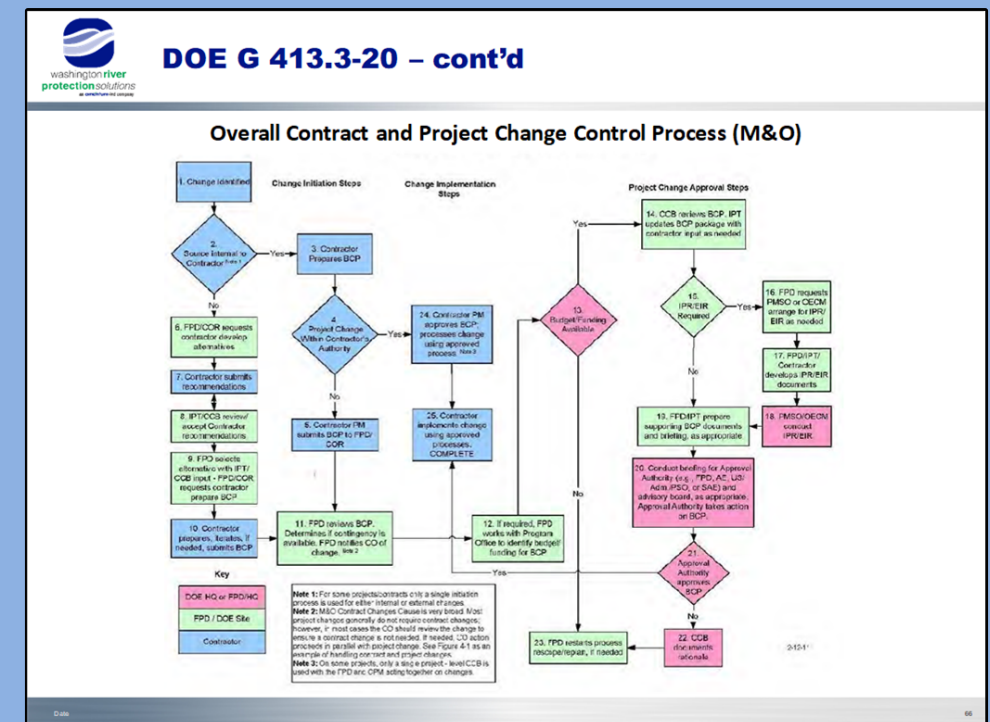 washington river
protection solutions
DOE G 413.3-20 – cont'd
Overall Contract and Project Change Control Process (M&O)
1. Change Identified
Change Initiation Steps
Change Implementation
Steps
Project Change Approval Steps
2.
Source Internal to
Contractor Note 1
Yes
No
3. Contractor
Prepares BCP
4.
Project Change
Within Contractor's
Authority
Yes
No
5. Contractor PM
submits BCP to FPD/
COR
6. FPD/COR requests
contractor develop
alternatives
7. Contractor submits
recommendations
8. IPT/CCB review/
accept Contractor
recommendations
9. FPD selects
alternative with IPT/
CCB input - FPD/COR
requests contractor
prepare BCP
10. Contractor
prepares, iterates, if
needed, submits BCP
11. FPD reviews BCP.
Determines if contingency is
available. FPD notifies CO of
change. Note 2
12. If required, FPD
works with Program
Office to identify budget/
funding for BCP
13.
Budget/Funding
Available
Yes
No
14. CCB reviews BCP. IPT
updates BCP package with
contractor input as needed
15.
IPR/EIR
Required
Yes
No
16. FPD requests
PMSO or OECM
arrange for IPR/
EIR as needed
17. FPD/IPT/
Contractor
develops IPR/EIR
documents
18. PMSO/OECM
conduct
IPR/EIR
19. FPD/IPT prepare
supporting BCP documents
and briefing, as appropriate
20. Conduct briefing for Approval
Authority (e.g., FPD, AE, US/
Adm./PSO, or SAE) and
advisory board, as appropriate.
Approval Authority takes action
on BCP.
21.
Approval
Authority
approves
BCP
Yes
No
22. CCB
documents
rationale
23. FPD restarts process
rescope/replan, if needed
24. Contractor PM
approves BCP;
processes change
using approved
process. Note 3
25. Contractor
implements change
using approved
processes.
COMPLETE
Key
DOE HQ or FPD/HQ
FPD / DOE Site
Contractor
Note 1: For some projects/contracts only a single initiation
process is used for either internal or external changes.
Note 2: M&O Contract Changes Clause is very broad. Most
project changes generally do not require contract changes;
however, in most cases the CO should review the change to
ensure a contract change is not needed. If needed, CO action
proceeds in parallel with project change. See Figure 4-1 as an
example of handling contract and project changes.
Note 3: On some projects, only a single project - level CCB is
used with the FPD and CPM acting together on changes.
Date
66